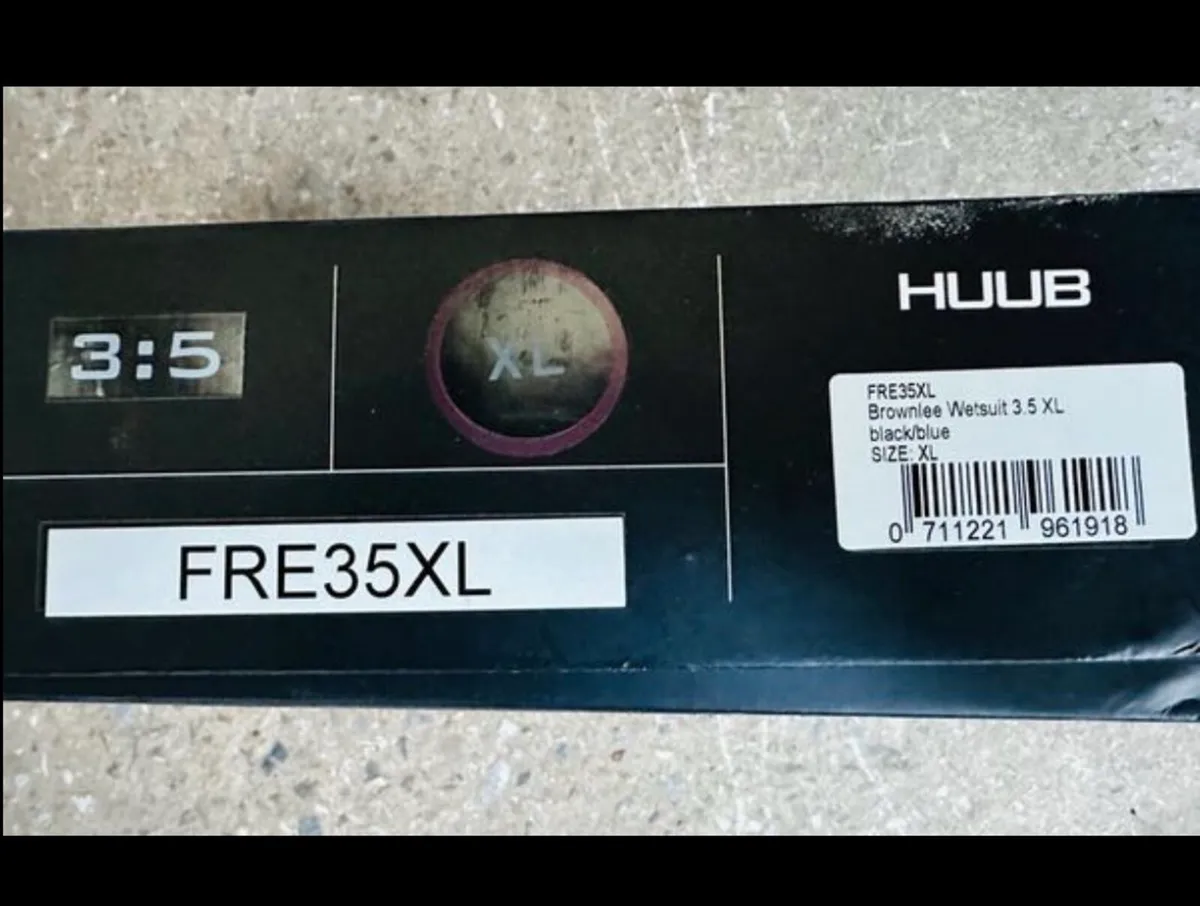 3:5
XL
FRE35XL
HUUB
FRE35XL
Brownlee Wetsuit 3.5 XL
black/blue
SIZE: XL
0 711221 961918